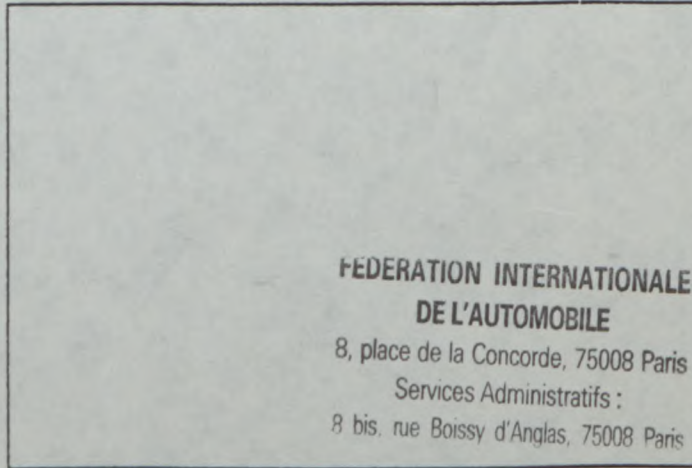 FEDERATION INTERNATIONALE
DE L'AUTOMOBILE
8, place de la Concorde, 75008 Paris
Services Administratifs :
8 bis, rue Boissy d'Anglas, 75008 Paris